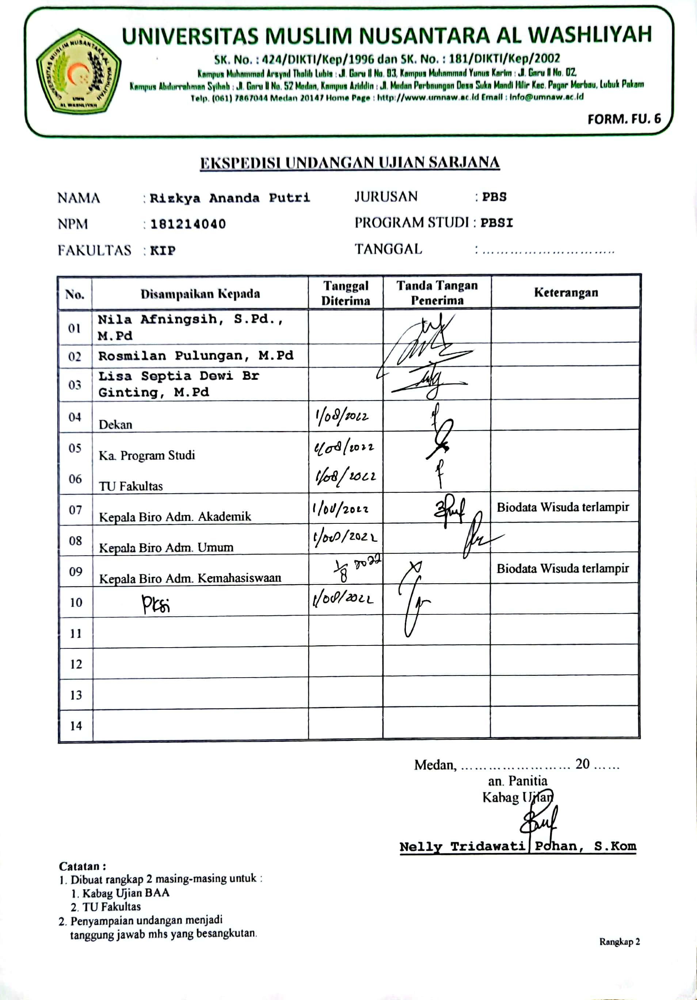 UNIVERSITAS MUSLIM NUSANTARA AL WASHLIYAH
SK. No. : 424/DIKTI/Kep/1996 dan SK. No. : 181/DIKTI/Kep/2002
Kampus Muhammad Arsyad Thalib Lubis : Jl. Garu II No. 93, Kampus Muhammad Yunus Karim : Jl. Garu II No. 02,
Kampus Abdurrahman Syihab : Jl. Garu II No. 52 Medan, Kampus Aziddin : Jl. Medan Perbaungan Desa Suka Mandi Hilir Kec. Pagar Merbau, Lubuk Pakam
Telp. (061) 7867044 Medan 20147 Home Page : http://www.umnaw.ac.id Email : info@umnaw.ac.id
UNIVERSITAS MUSLIM NUSANTARA AL WASHLIYAH
UMN
AL WASHLIYAH
FORM. FU. 6
EKSPEDISI UNDANGAN UJIAN SARJANA
NAMA : Rizkya Ananda Putri JURUSAN : PBS
NPM : 181214040 PROGRAM STUDI : PBSI
FAKULTAS : KIP TANGGAL : ................................
No. Disampaikan Kepada Tanggal Diterima Tanda Tangan Penerima Keterangan
01 Nila Afningsih, S.Pd.,
M.Pd
02 Rosmilan Pulungan, M.Pd
03 Lisa Septia Dewi Br
Ginting, M.Pd
04 Dekan 1/08/2022
05 Ka. Program Studi 1/08/2022
06 TU Fakultas 1/08/2022
07 Kepala Biro Adm. Akademik 1/08/2022 Biodata Wisuda terlampir
08 Kepala Biro Adm. Umum 1/08/2022
09 Kepala Biro Adm. Kemahasiswaan 1/8 2022 Biodata Wisuda terlampir
10 PKSi 1/08/2022
11
12
13
14
Medan, ........................ 20 ......
an. Panitia
Kabag Ujian
Nelly Tridawati Pohan, S.Kom
Catatan :
1. Dibuat rangkap 2 masing-masing untuk :
1. Kabag Ujian BAA
2. TU Fakultas
2. Penyampaian undangan menjadi
tanggung jawab mhs yang besangkutan.
Rangkap 2